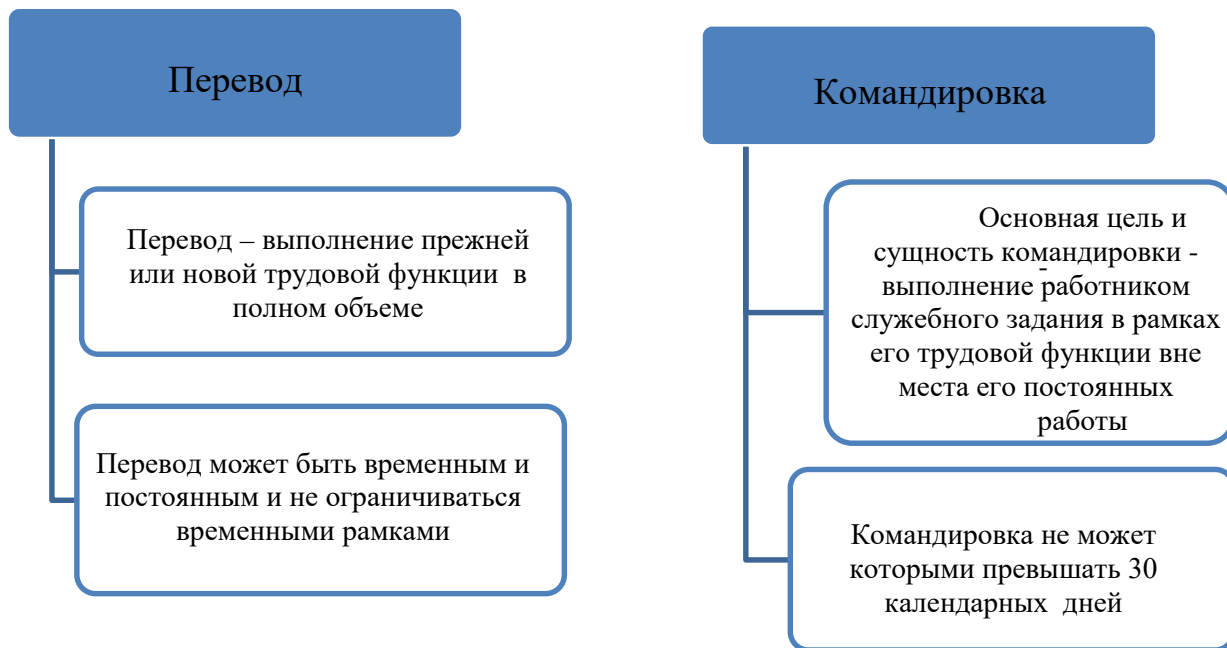 Перевод
Перевод – выполнение прежней
или новой трудовой функции в
полном объеме
Перевод может быть временным и
постоянным и не ограничиваться
временными рамками
Командировка
Основная цель и
сущность командировки -
-
выполнение работником
служебного задания в рамках
его трудовой функции вне
места его постоянных
работы
Командировка не может
которыми превышать 30
календарных дней